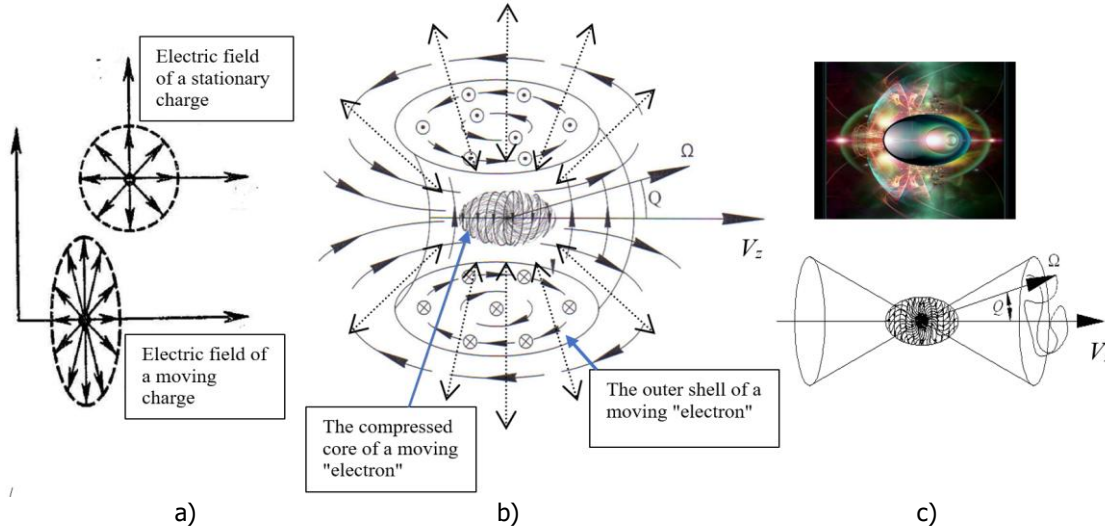 Electric field
of a stationary
charge
Electric field of
a moving
charge
a)
Ω
Q
V_z
The outer shell of a
moving "electron"
The compressed
core of a moving
"electron"
b)
Ω
Q
c)